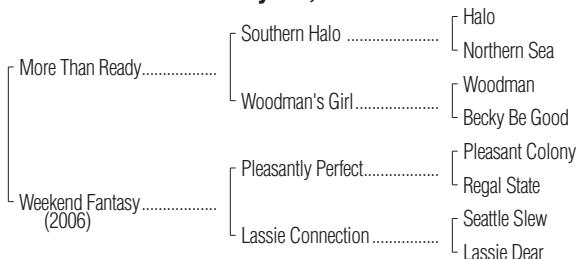 Halo
Southern Halo ..................
Northern Sea
More Than Ready.................
Woodman
Woodman's Girl................
Becky Be Good
Pleasant Colony
Pleasantly Perfect...............
Regal State
Weekend Fantasy.................
(2006)
Seattle Slew
Lassie Connection .............
Lassie Dear